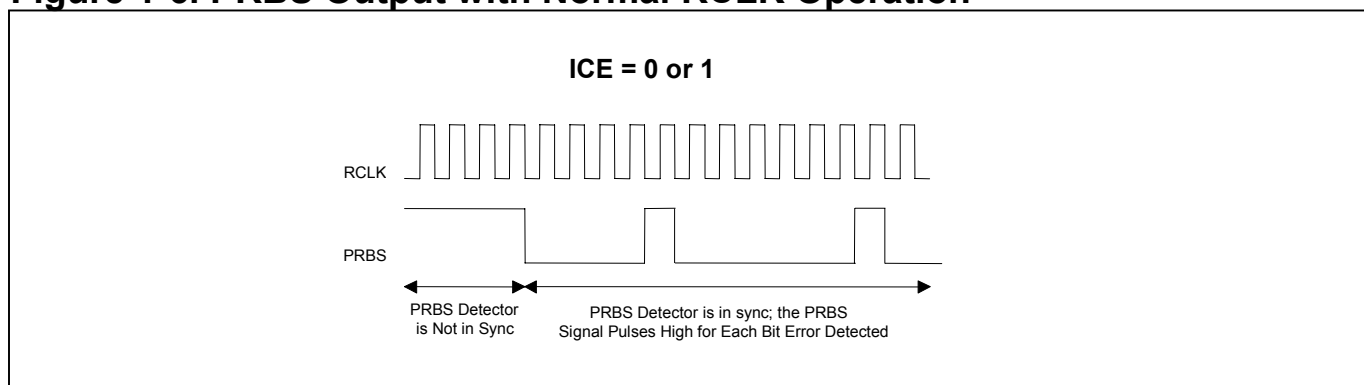 ICE = 0 or 1
RCLK
PRBS
PRBS Detector
is Not in Sync
PRBS Detector is in sync; the PRBS
Signal Pulses High for Each Bit Error Detected